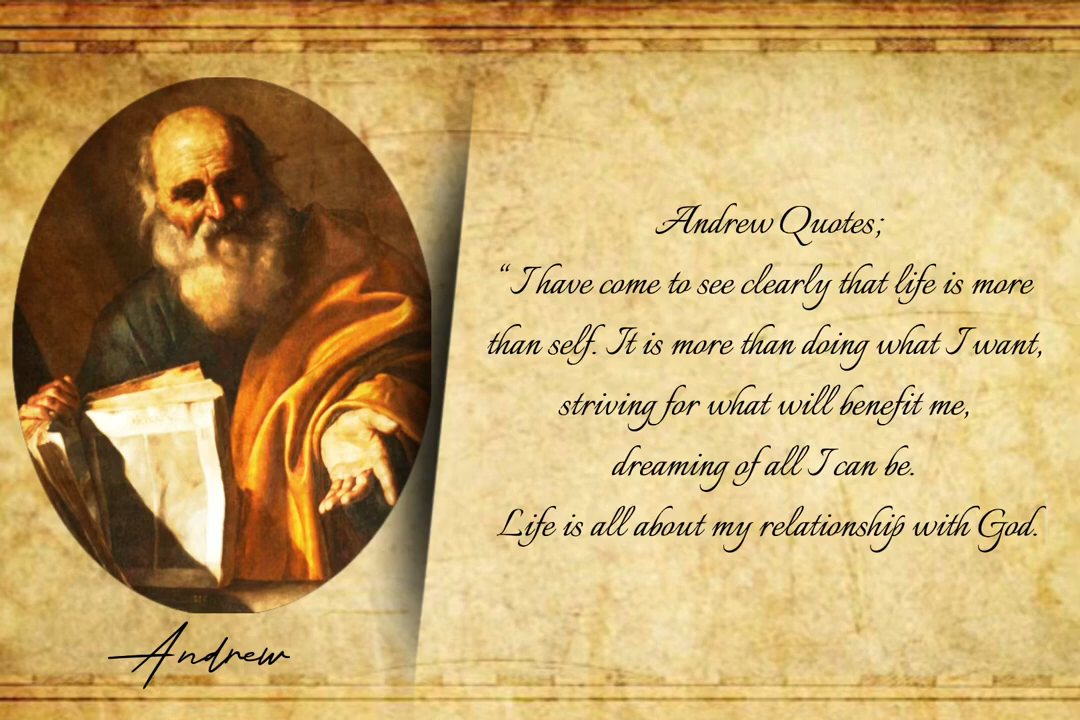 Andrew Quotes;
“I have come to see clearly that life is more
than self. It is more than doing what I want,
striving for what will benefit me,
dreaming of all I can be.
Life is all about my relationship with God.
Andrew